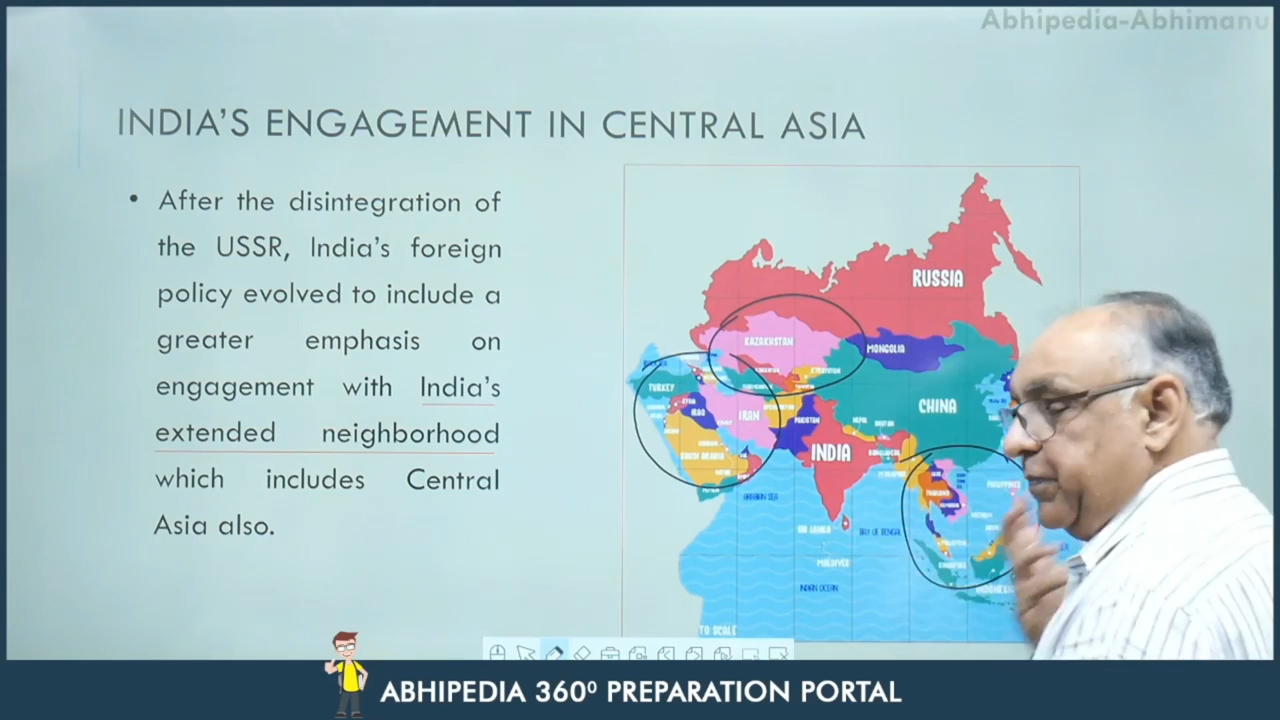 Abhipedia-Abhimanu
INDIA'S ENGAGEMENT IN CENTRAL ASIA
• After the disintegration of
the USSR, India's foreign
policy evolved to include a
greater emphasis on
engagement with India's
extended neighborhood
which includes Central
Asia also.
RUSSIA
KAZAKHSTAN
MONGOLIA
TURKEY
CHINA
IRAQ
IRAN
PAKISTAN
NEPAL
INDIA
SAUDI ARABIA
THAILAND
PHILIPPINES
ARABIAN SEA
SRI LANKA
BAY OF BENGAL
MALDIVES
INDIAN OCEAN
TO SCALE
ABHIPEDIA 360⁰ PREPARATION PORTAL